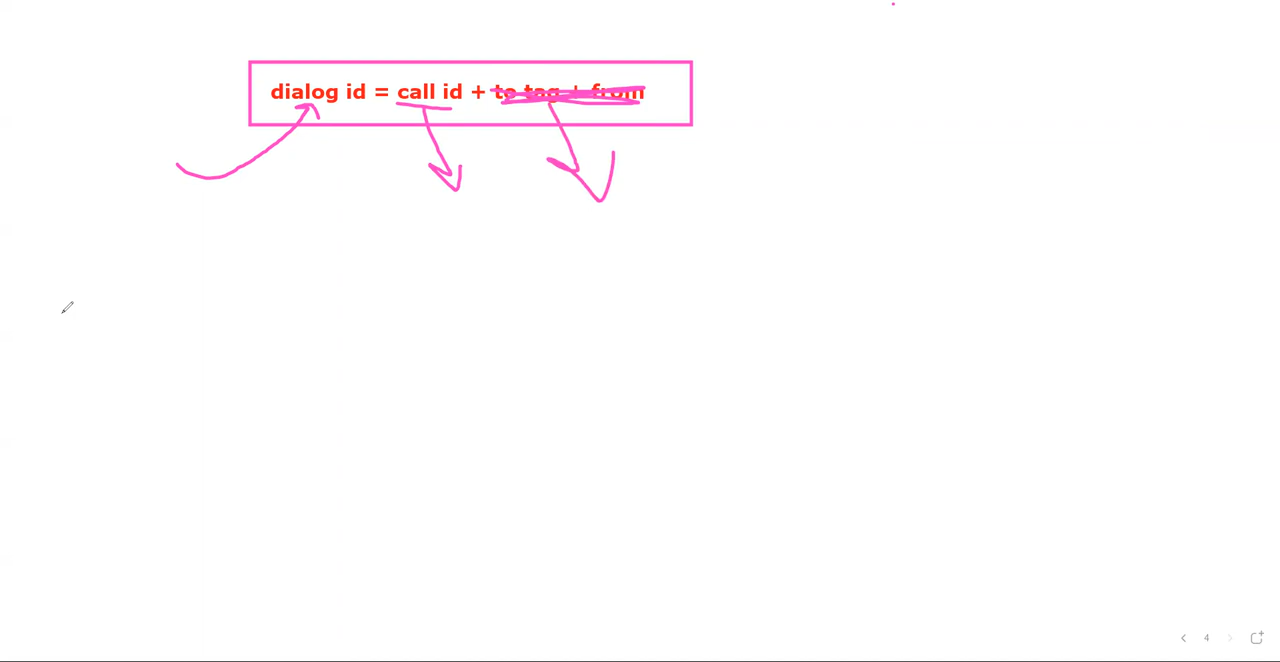 dialog id = call id + to tag + from
4